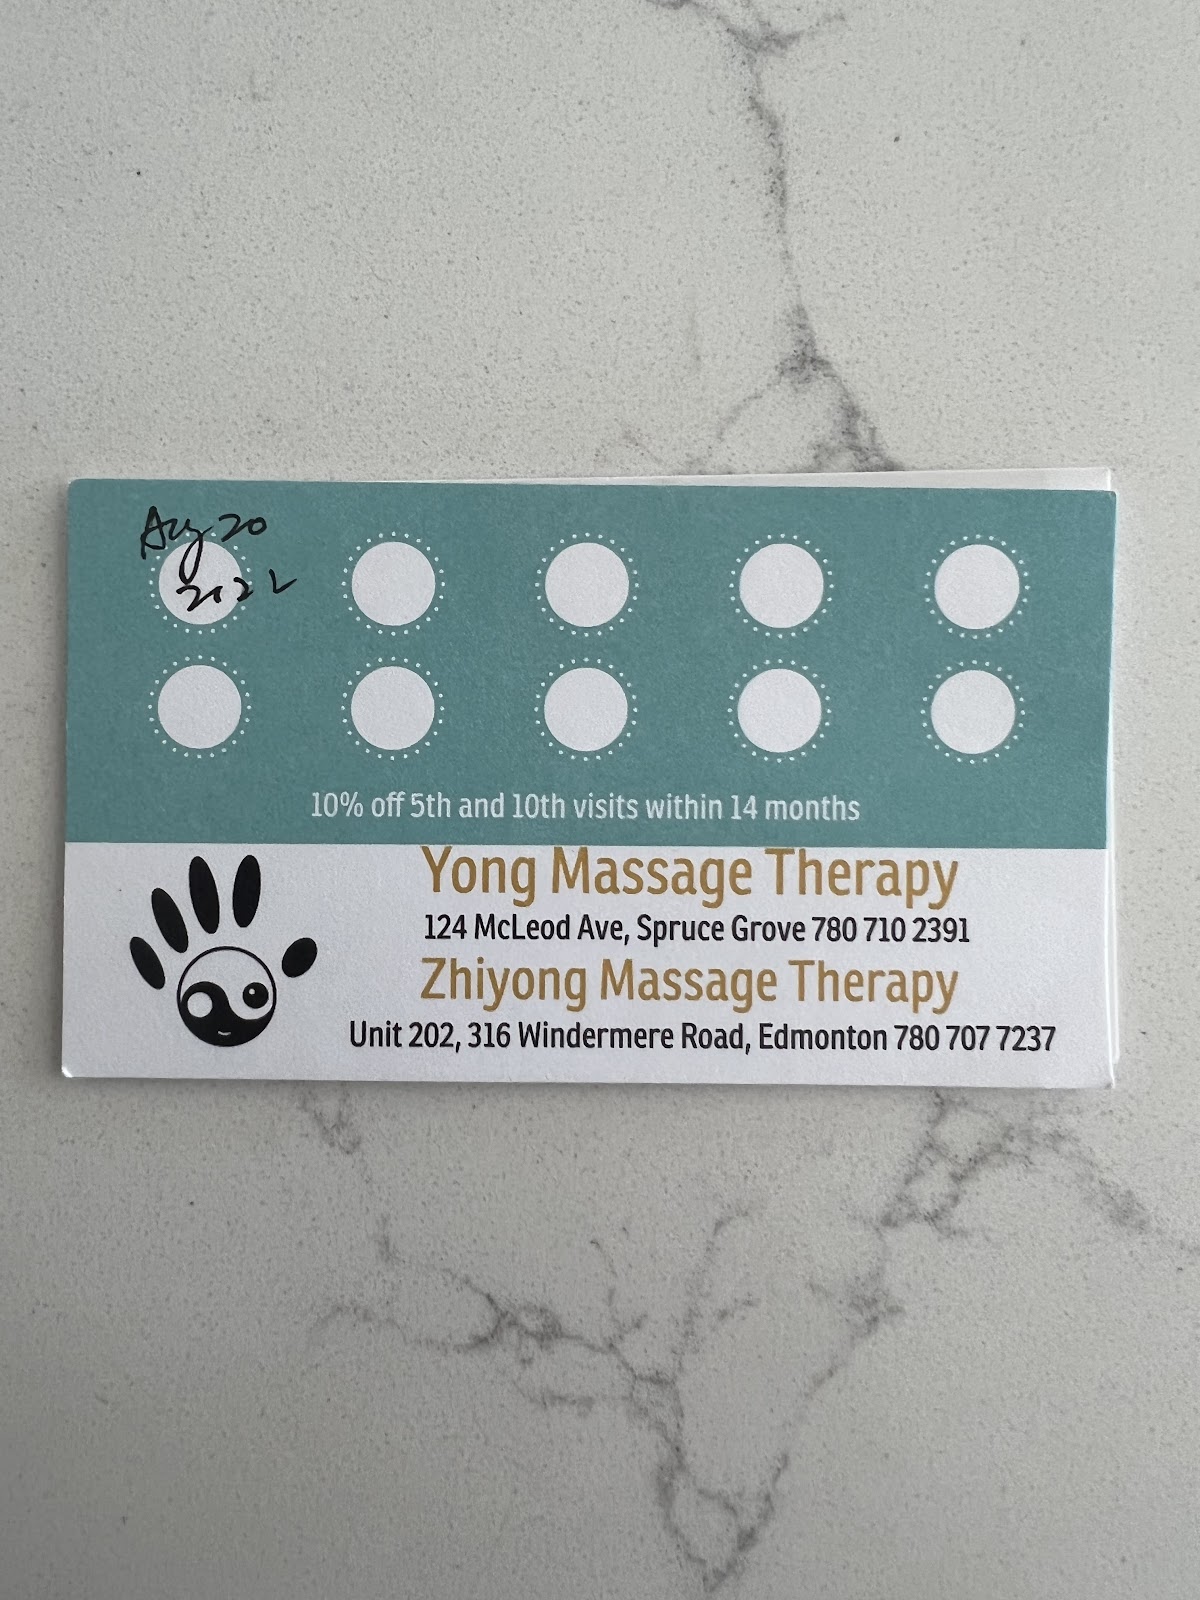 Aug 20
2022
10% off 5th and 10th visits within 14 months
Yong Massage Therapy
124 McLeod Ave, Spruce Grove 780 710 2391
Zhiyong Massage Therapy
Unit 202, 316 Windermere Road, Edmonton 780 707 7237